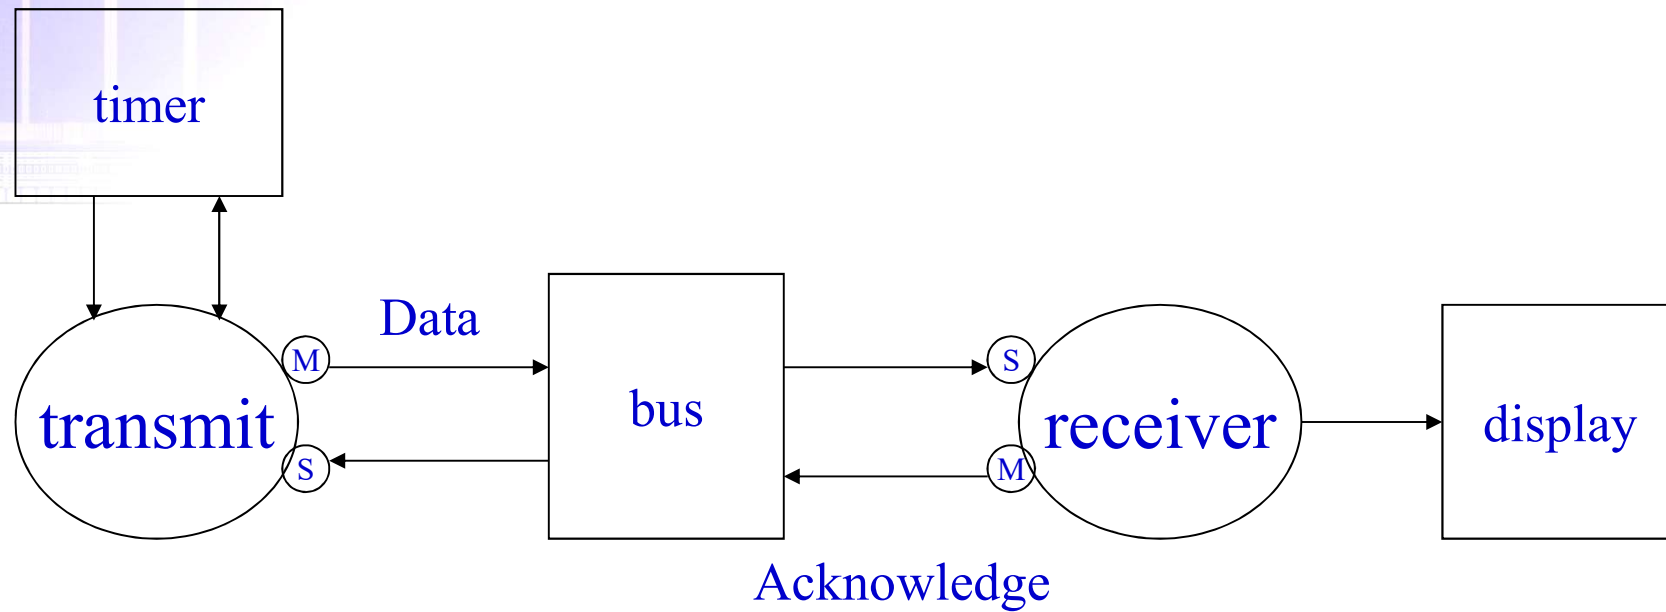 timer
Data
M
S
transmit
bus
receiver
display
S
M
Acknowledge